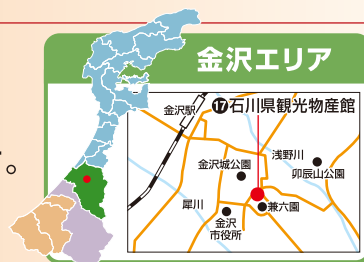 金沢エリア
。
⓱石川県観光物産館
金沢駅
浅野川
金沢城公園
卯辰山公園
犀川
兼六園
金沢
市役所